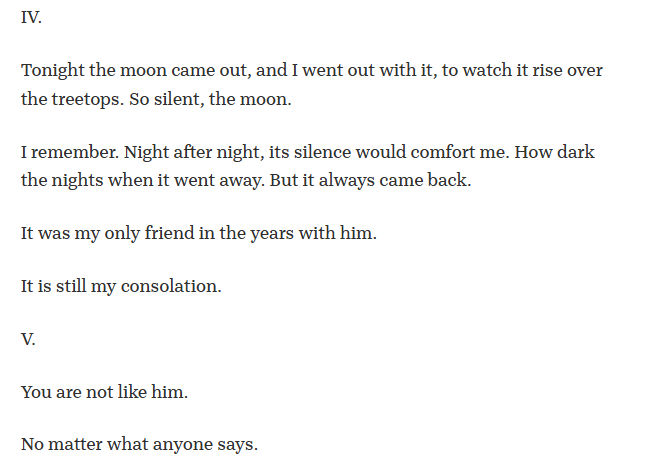 IV.
Tonight the moon came out, and I went out with it, to watch it rise over
the treetops. So silent, the moon.
I remember. Night after night, its silence would comfort me. How dark
the nights when it went away. But it always came back.
It was my only friend in the years with him.
It is still my consolation.
V.
You are not like him.
No matter what anyone says.